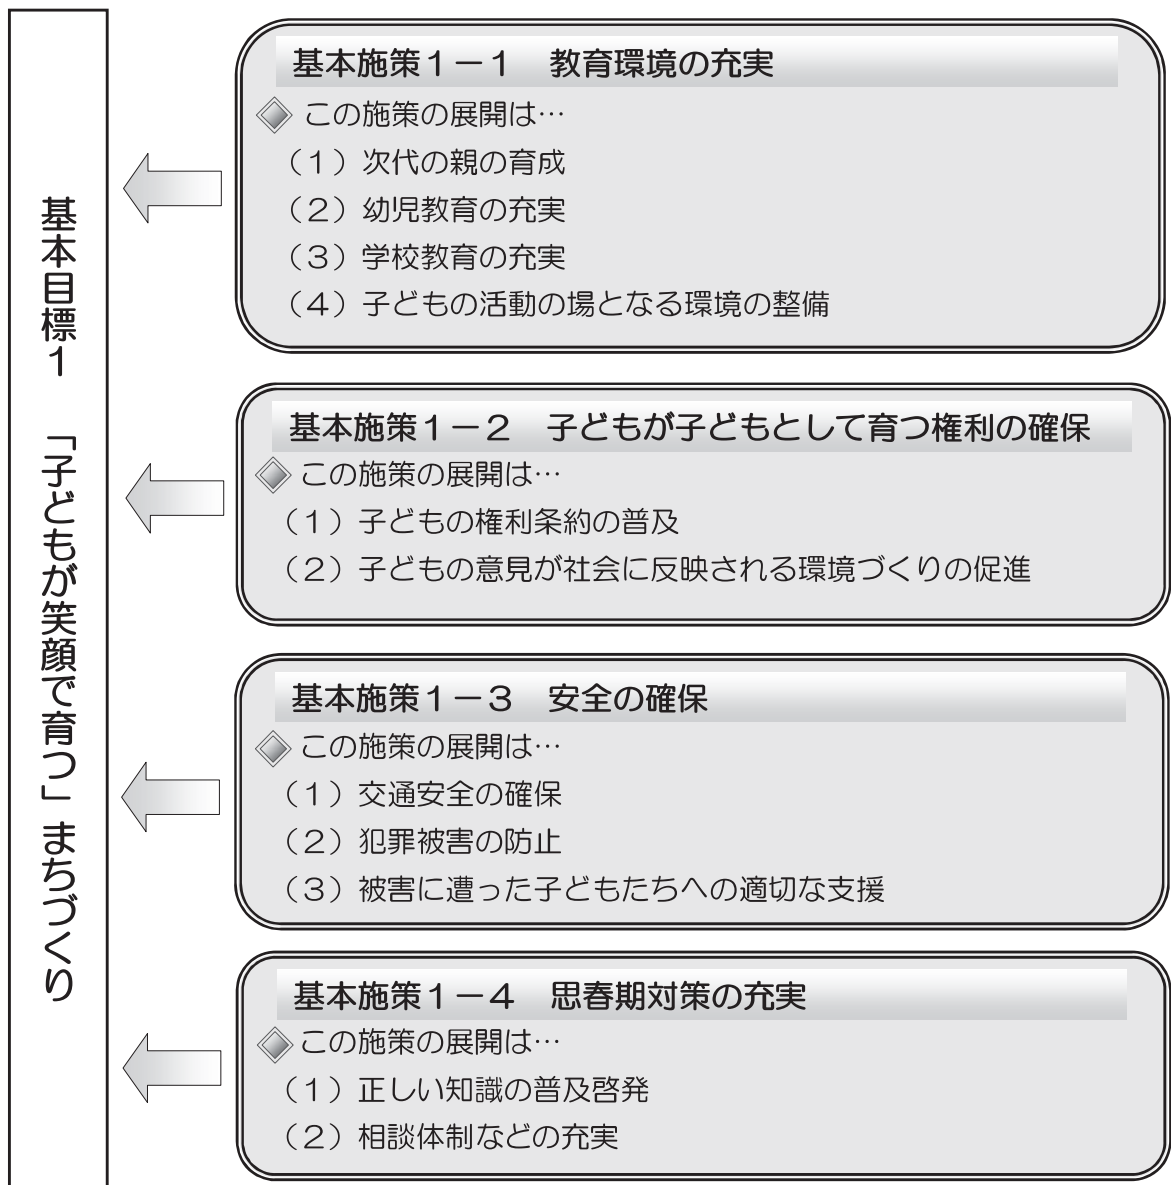 基本目標１　「子どもが笑顔で育つ」まちづくり
基本施策１－１　教育環境の充実
この施策の展開は…
（１）次代の親の育成
（２）幼児教育の充実
（３）学校教育の充実
（４）子どもの活動の場となる環境の整備
基本施策１－２　子どもが子どもとして育つ権利の確保
この施策の展開は…
（１）子どもの権利条約の普及
（２）子どもの意見が社会に反映される環境づくりの促進
基本施策１－３　安全の確保
この施策の展開は…
（１）交通安全の確保
（２）犯罪被害の防止
（３）被害に遭った子どもたちへの適切な支援
基本施策１－４　思春期対策の充実
この施策の展開は…
（１）正しい知識の普及啓発
（２）相談体制などの充実